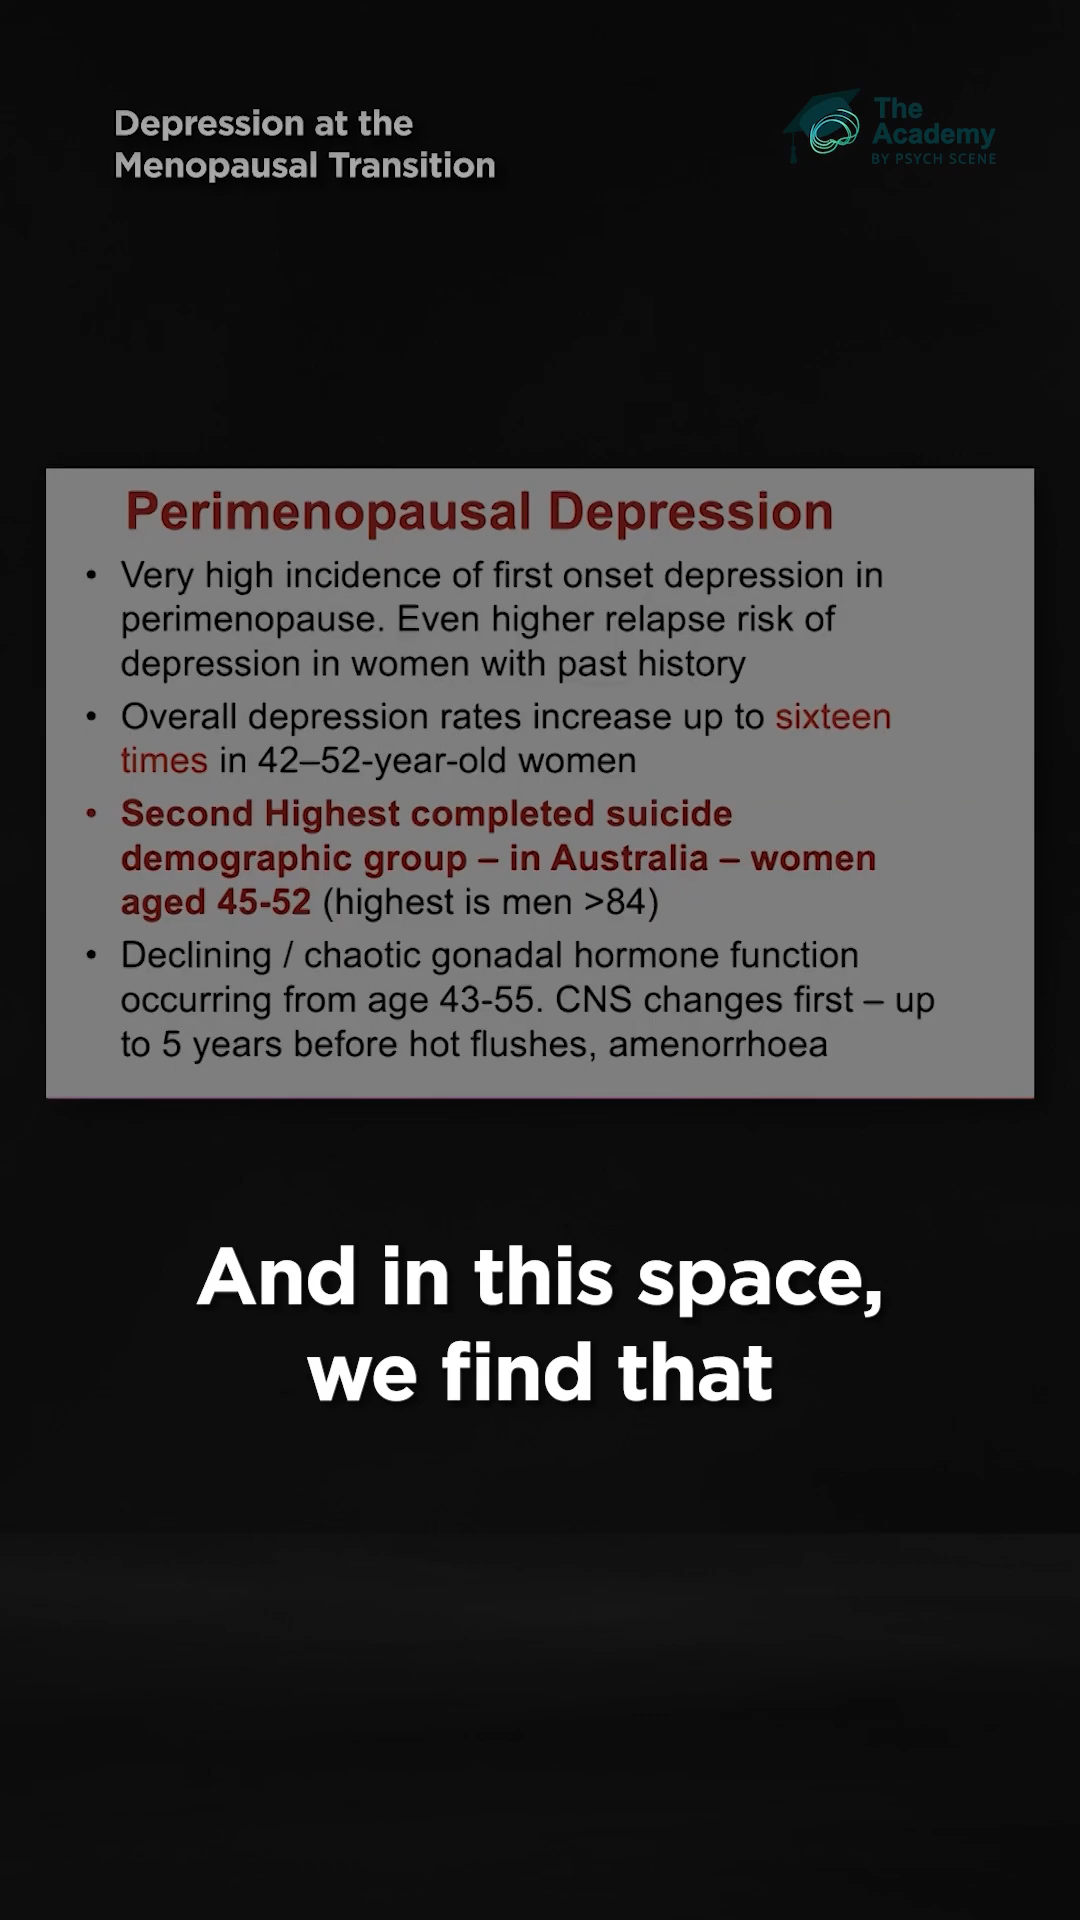 Depression at the
Menopausal Transition
The
Academy
BY PSYCH SCENE
Perimenopausal Depression
• Very high incidence of first onset depression in
perimenopause. Even higher relapse risk of
depression in women with past history
• Overall depression rates increase up to sixteen
times in 42–52-year-old women
• Second Highest completed suicide
demographic group – in Australia – women
aged 45-52 (highest is men >84)
• Declining / chaotic gonadal hormone function
occurring from age 43-55. CNS changes first – up
to 5 years before hot flushes, amenorrhoea
And in this space,
we find that